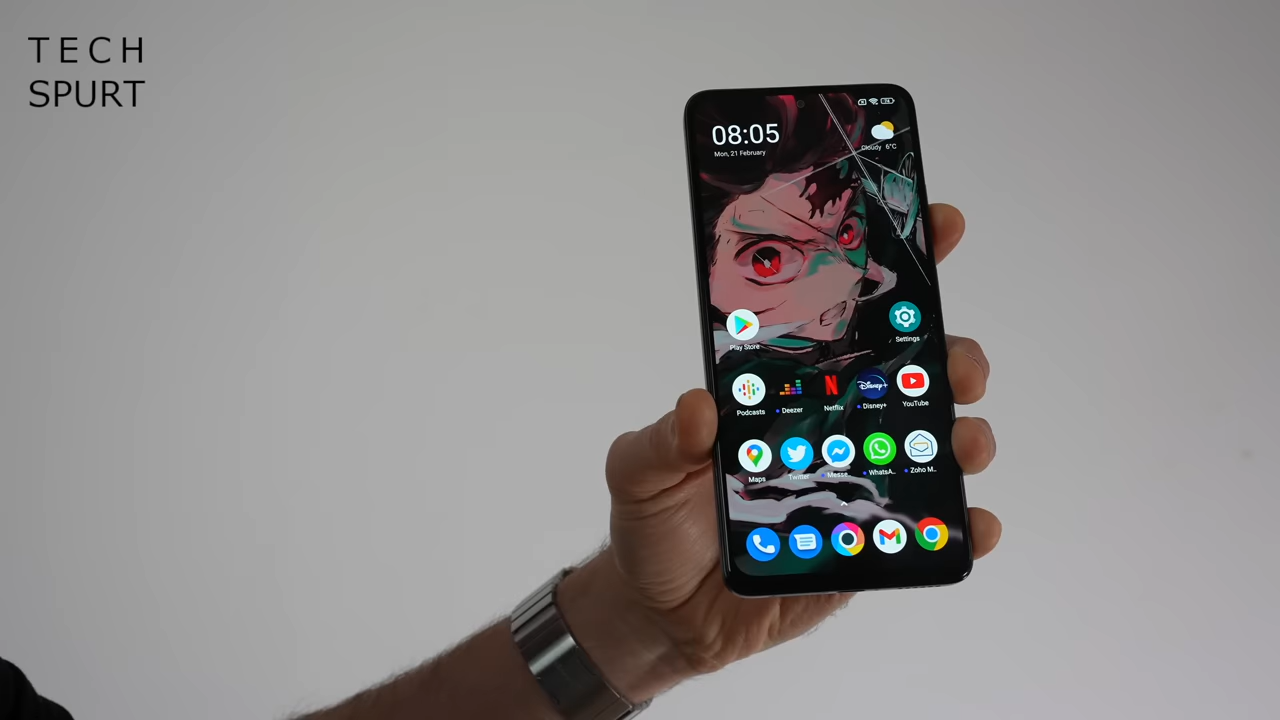 TECH
SPURT
08:05
Mon, 21 February
Cloudy 6°C
Play Store
Settings
Podcasts
Deezer
Netflix
Disney+
YouTube
Disney+
N
Maps
Twitter
Messe..
WhatsA..
Zoho M..